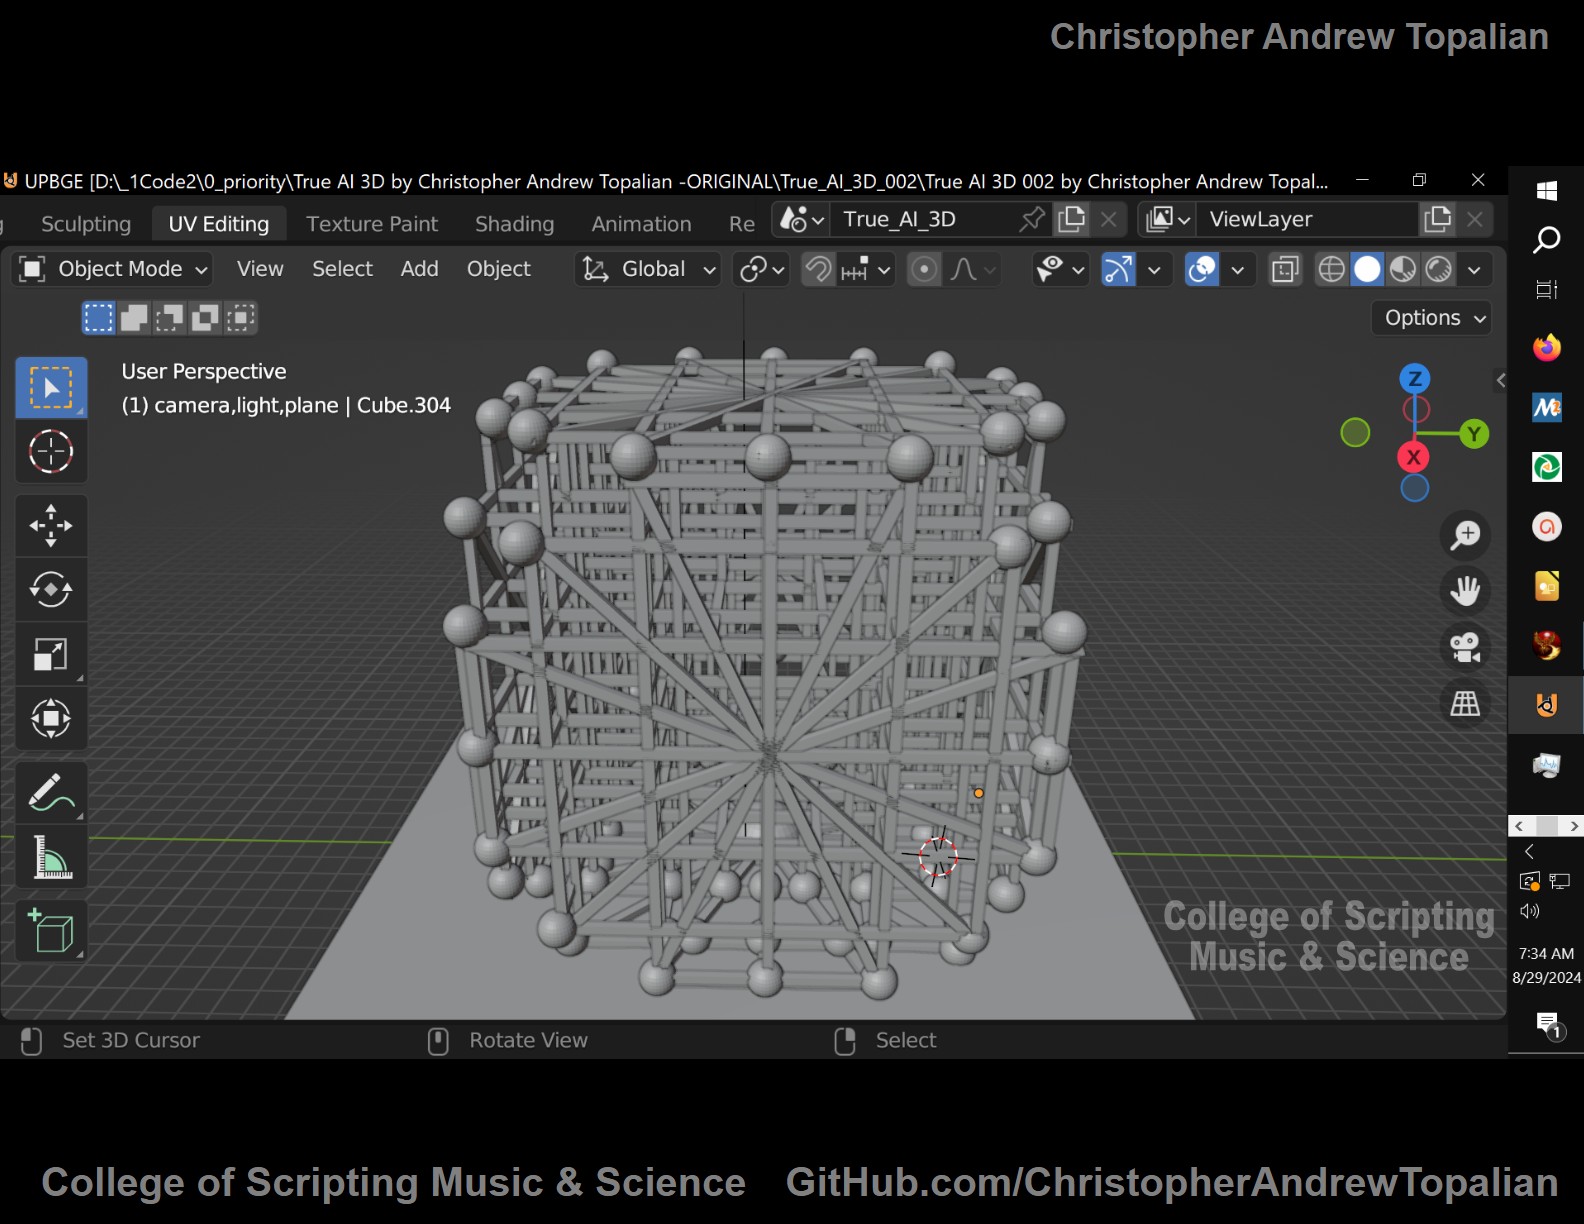 Christopher Andrew Topalian
UPBGE [D:\_1Code2\0_priority\True AI 3D by Christopher Andrew Topalian -ORIGINAL\True_AI_3D_002\True AI 3D 002 by Christopher Andrew Topal...
Sculpting UV Editing Texture Paint Shading Animation Re True_AI_3D ViewLayer
Object Mode View Select Add Object Global
Options
User Perspective
(1) camera,light,plane | Cube.304
Z
Y
X
College of Scripting
Music & Science
7:34 AM
8/29/2024
1
Set 3D Cursor Rotate View Select
College of Scripting Music & Science GitHub.com/ChristopherAndrewTopalian